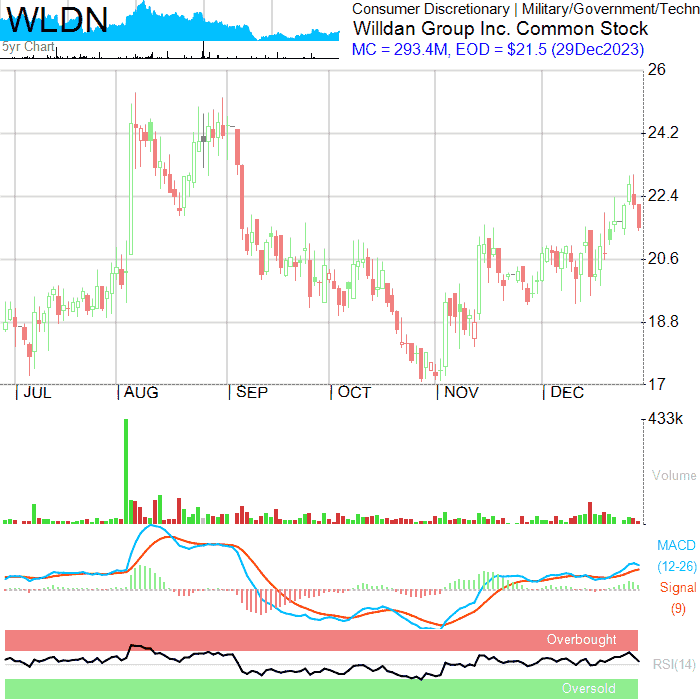 WLDN
5yr Chart
Consumer Discretionary | Military/Government/Techn
Willdan Group Inc. Common Stock
MC = 293.4M, EOD = $21.5 (29Dec2023)
26
24.2
22.4
20.6
18.8
17
JUL AUG SEP OCT NOV DEC
433k
Volume
MACD
(12-26)
Signal
(9)
Overbought
RSI(14)
Oversold